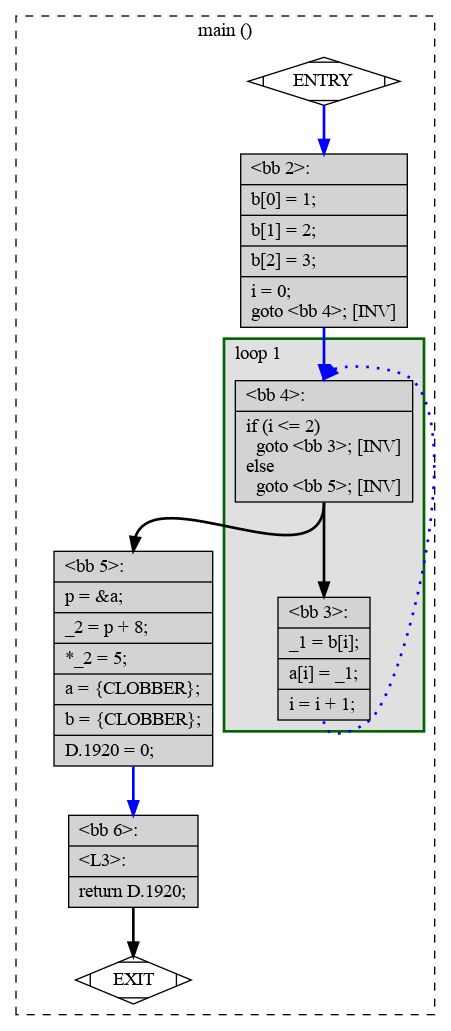 main ()
ENTRY
<bb 2>:
b[0] = 1;
b[1] = 2;
b[2] = 3;
i = 0;
goto <bb 4>; [INV]
loop 1
<bb 4>:
if (i <= 2)
goto <bb 3>; [INV]
else
goto <bb 5>; [INV]
<bb 5>:
p = &a;
_2 = p + 8;
*_2 = 5;
a = {CLOBBER};
b = {CLOBBER};
D.1920 = 0;
<bb 3>:
_1 = b[i];
a[i] = _1;
i = i + 1;
<bb 6>:
<L3>:
return D.1920;
EXIT